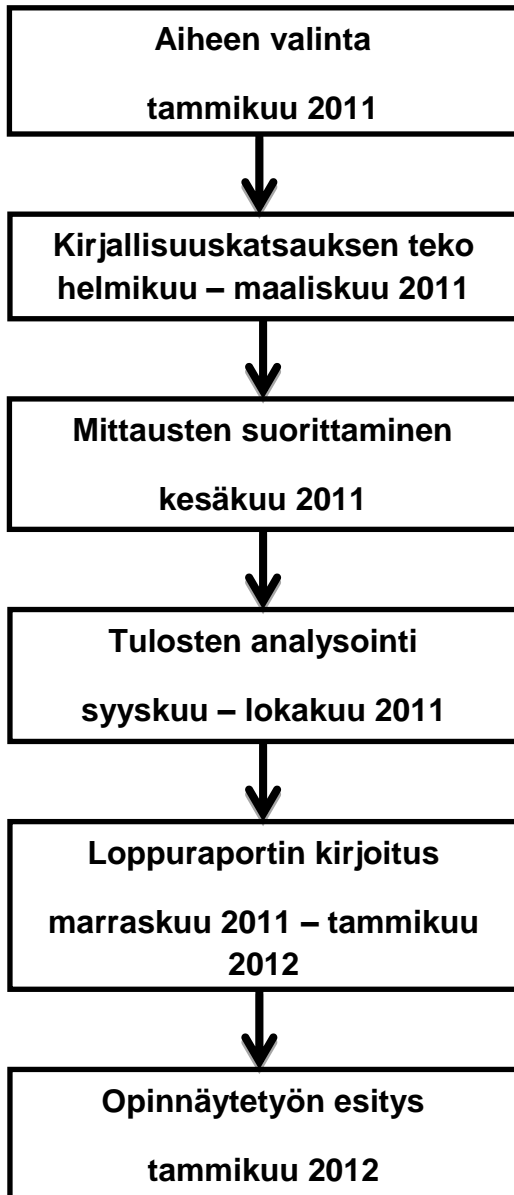 Aiheen valinta
tammikuu 2011
Kirjallisuuskatsauksen teko
helmikuu – maaliskuu 2011
Mittausten suorittaminen
kesäkuu 2011
Tulosten analysointi
syyskuu – lokakuu 2011
Loppuraportin kirjoitus
marraskuu 2011 – tammikuu
2012
Opinnäytetyön esitys
tammikuu 2012